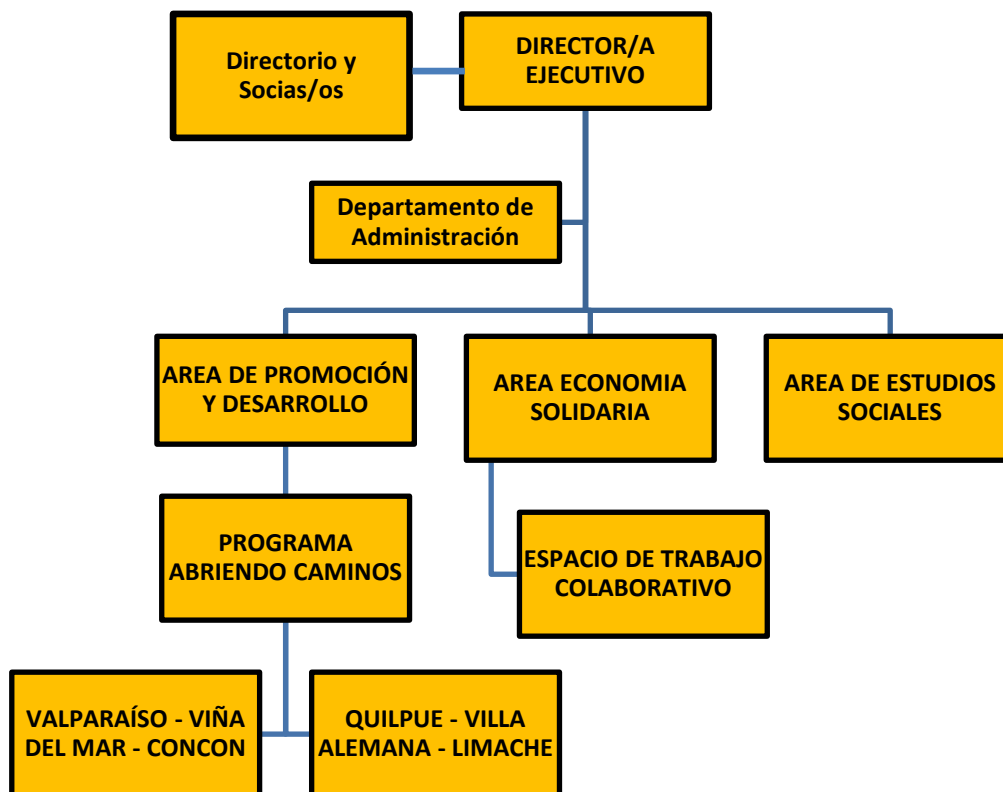 Directorio y
Socias/os
DIRECTOR/A
EJECUTIVO
Departamento de
Administración
AREA DE PROMOCIÓN
Y DESARROLLO
AREA ECONOMIA
SOLIDARIA
AREA DE ESTUDIOS
SOCIALES
PROGRAMA
ABRIENDO CAMINOS
ESPACIO DE TRABAJO
COLABORATIVO
VALPARAÍSO - VIÑA
DEL MAR - CONCON
QUILPUE - VILLA
ALEMANA - LIMACHE